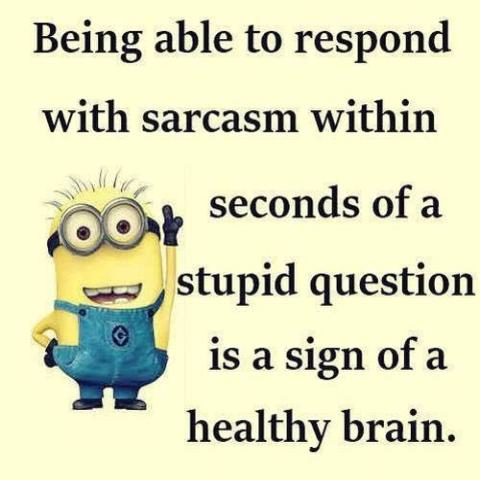 Being able to respond
with sarcasm within
seconds of a
stupid question
is a sign of a
healthy brain.